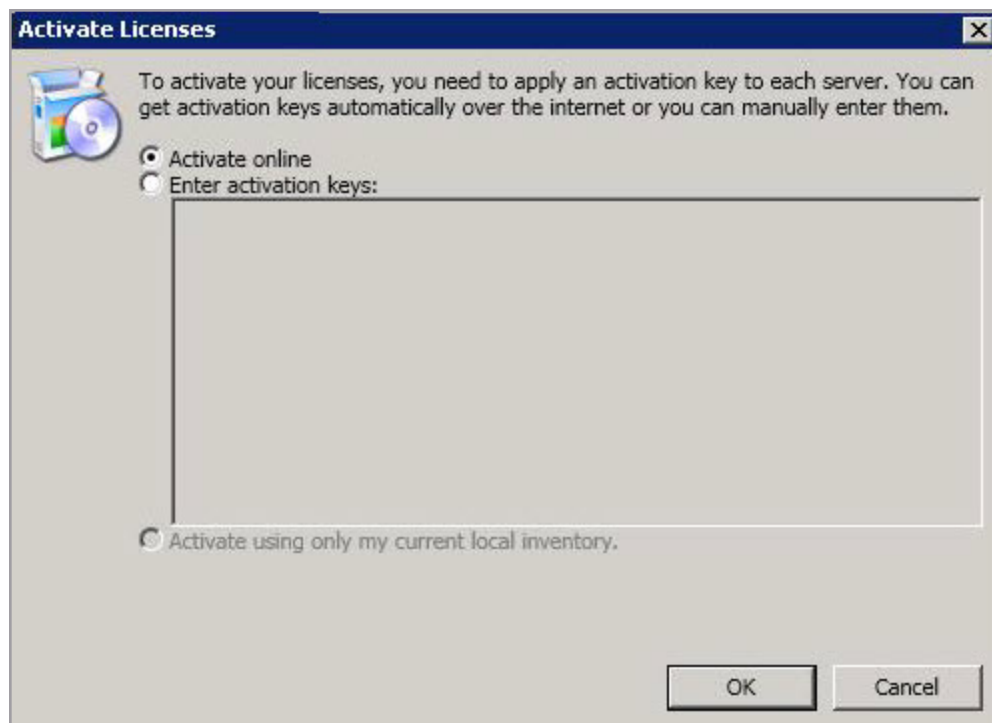 Activate Licenses
To activate your licenses, you need to apply an activation key to each server. You can
get activation keys automatically over the internet or you can manually enter them.
Activate online
Enter activation keys:
Activate using only my current local inventory.
OK
Cancel